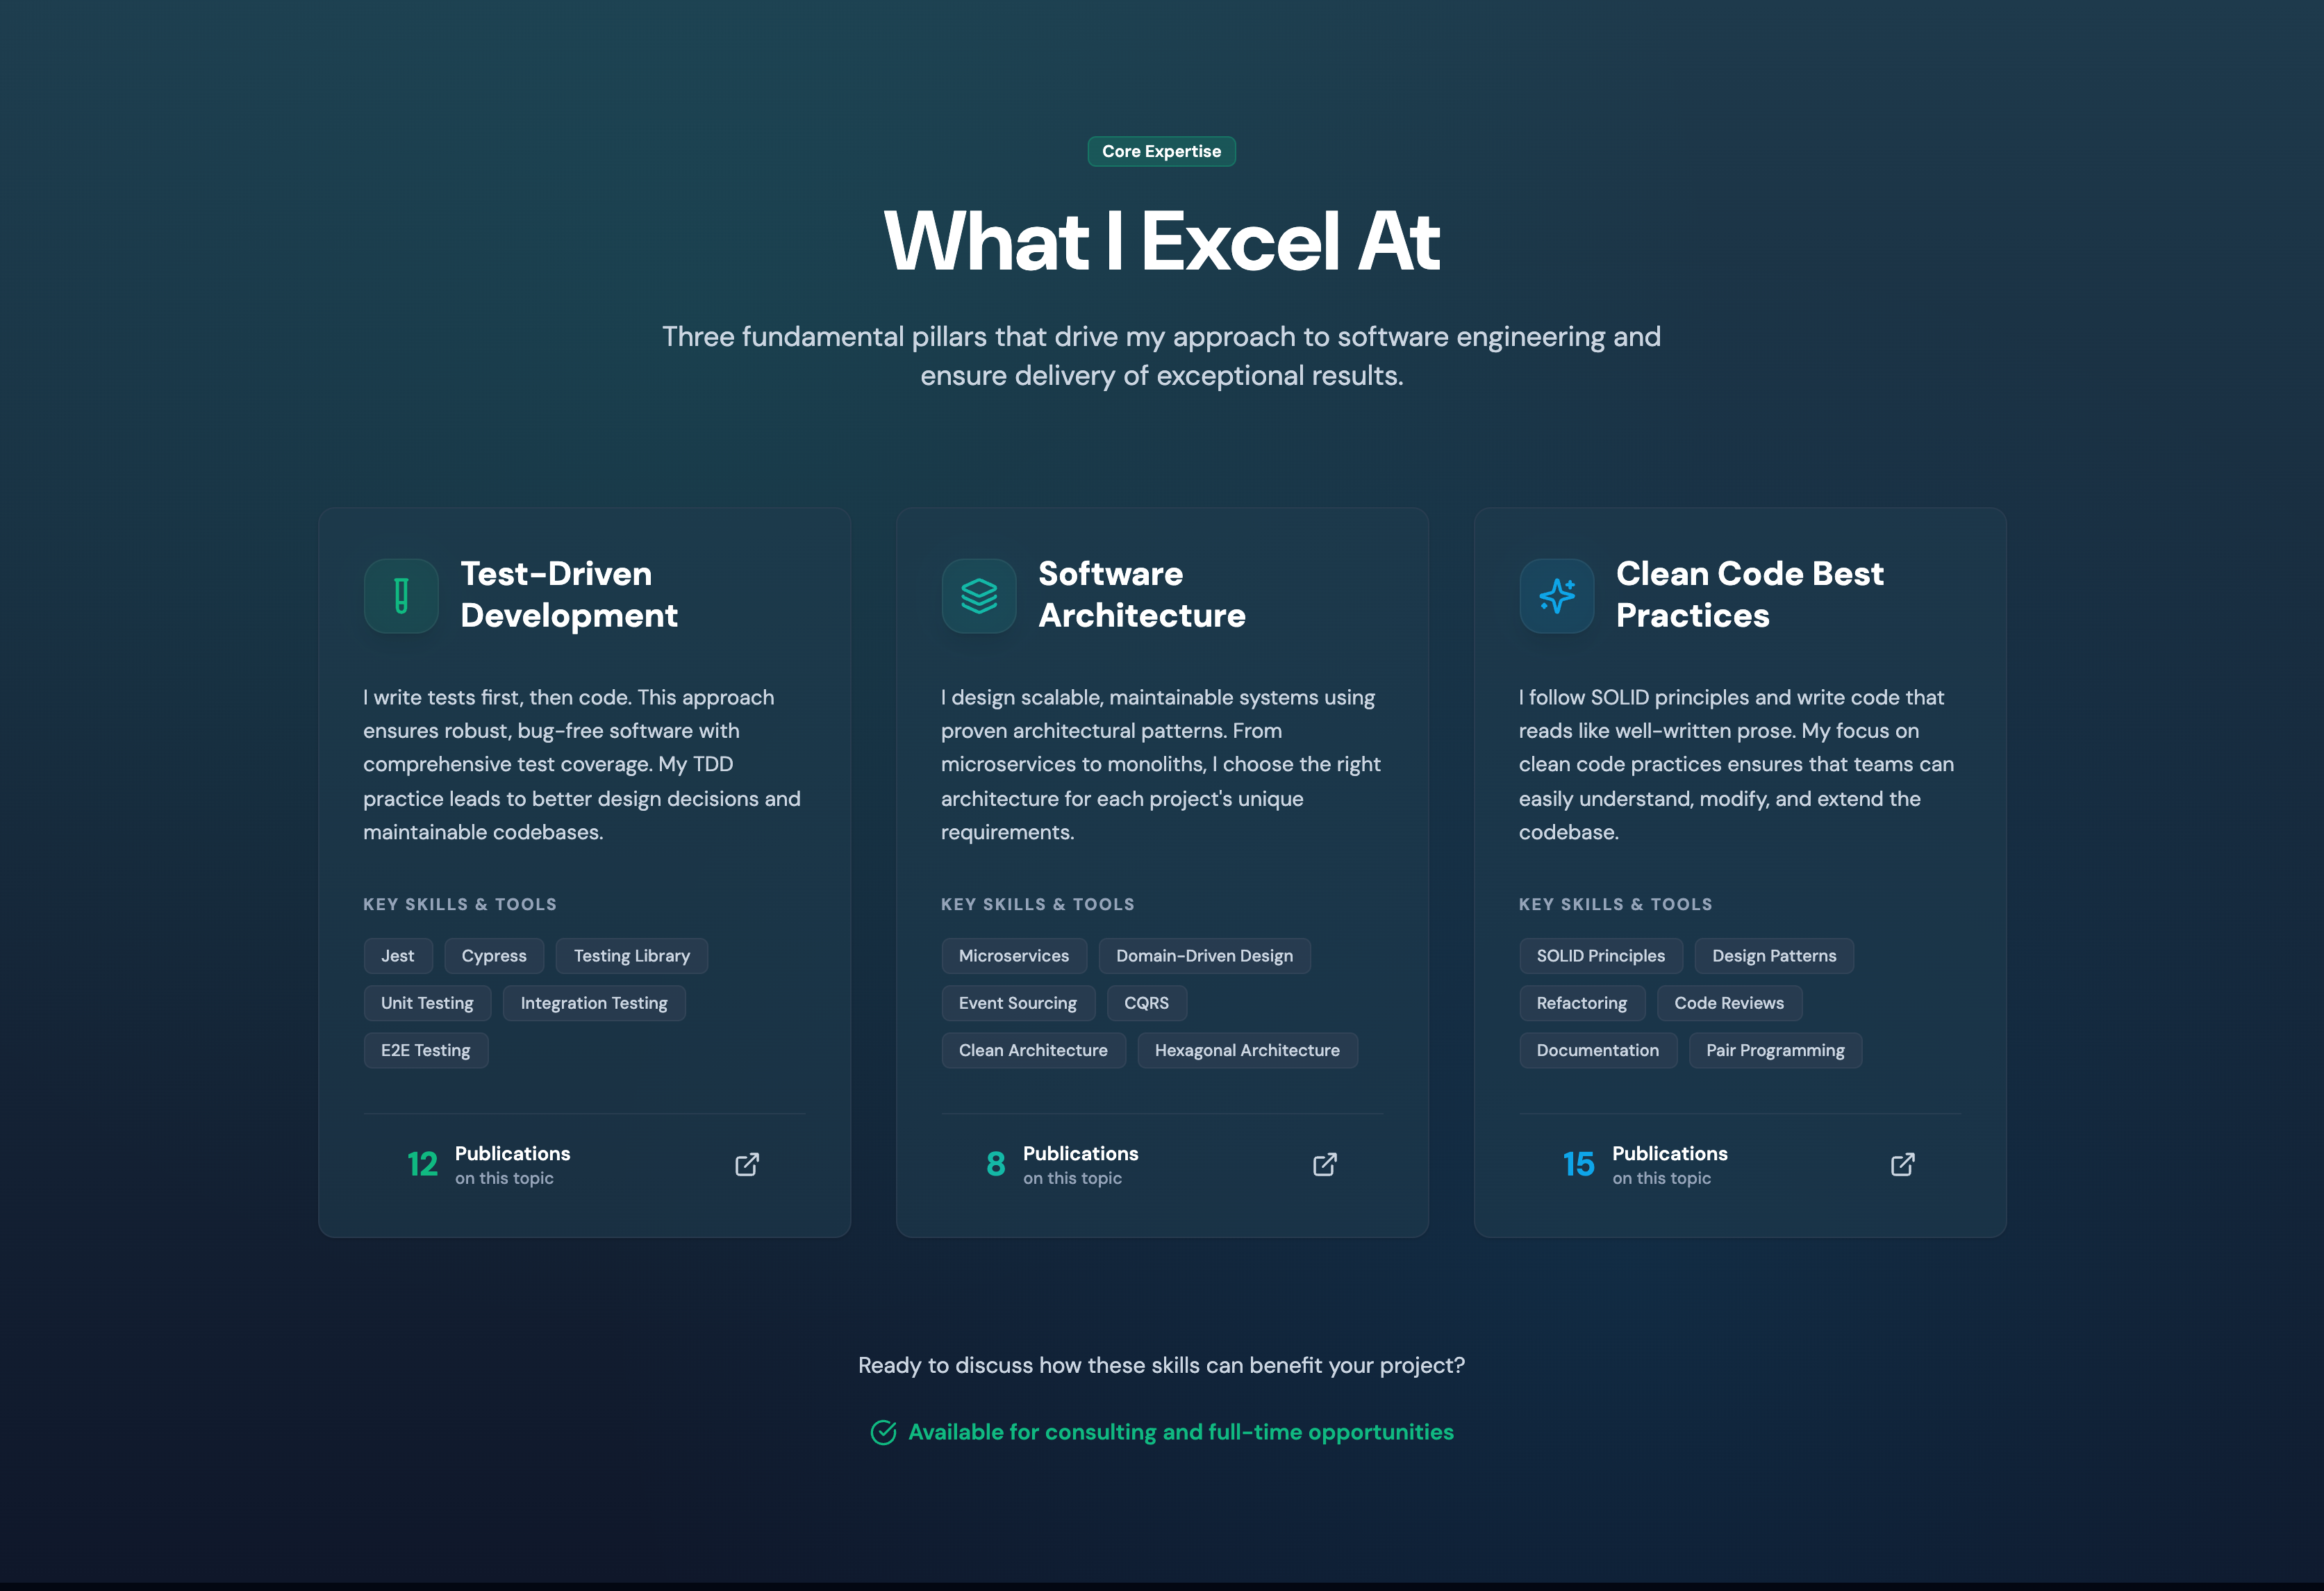 Core Expertise
What I Excel At
Three fundamental pillars that drive my approach to software engineering and
ensure delivery of exceptional results.
Test-Driven
Development
I write tests first, then code. This approach
ensures robust, bug-free software with
comprehensive test coverage. My TDD
practice leads to better design decisions and
maintainable codebases.
KEY SKILLS & TOOLS
Jest Cypress Testing Library
Unit Testing Integration Testing
E2E Testing
12 Publications
on this topic
Software
Architecture
I design scalable, maintainable systems using
proven architectural patterns. From
microservices to monoliths, I choose the right
architecture for each project's unique
requirements.
KEY SKILLS & TOOLS
Microservices Domain-Driven Design
Event Sourcing CQRS
Clean Architecture Hexagonal Architecture
8 Publications
on this topic
Clean Code Best
Practices
I follow SOLID principles and write code that
reads like well-written prose. My focus on
clean code practices ensures that teams can
easily understand, modify, and extend the
codebase.
KEY SKILLS & TOOLS
SOLID Principles Design Patterns
Refactoring Code Reviews
Documentation Pair Programming
15 Publications
on this topic
Ready to discuss how these skills can benefit your project?
Available for consulting and full-time opportunities